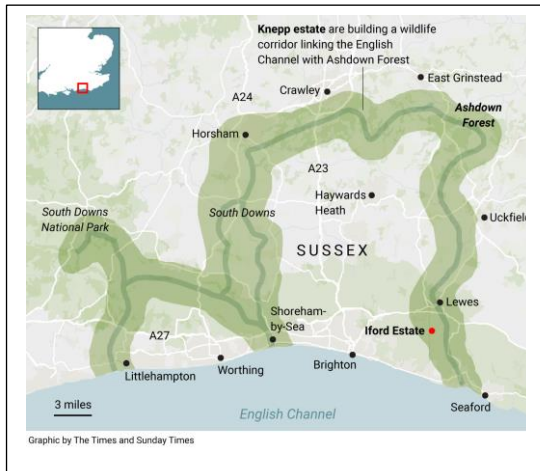 Knepp estate are building a wildlife
corridor linking the English
Channel with Ashdown Forest
East Grinstead
Crawley
A24
Ashdown
Forest
Horsham
A23
Haywards
Heath
South Downs
National Park
South Downs
Uckfield
SUSSEX
Lewes
Shoreham-
by-Sea
Iford Estate
A27
Littlehampton
Worthing
Brighton
Seaford
3 miles
English Channel
Graphic by The Times and Sunday Times